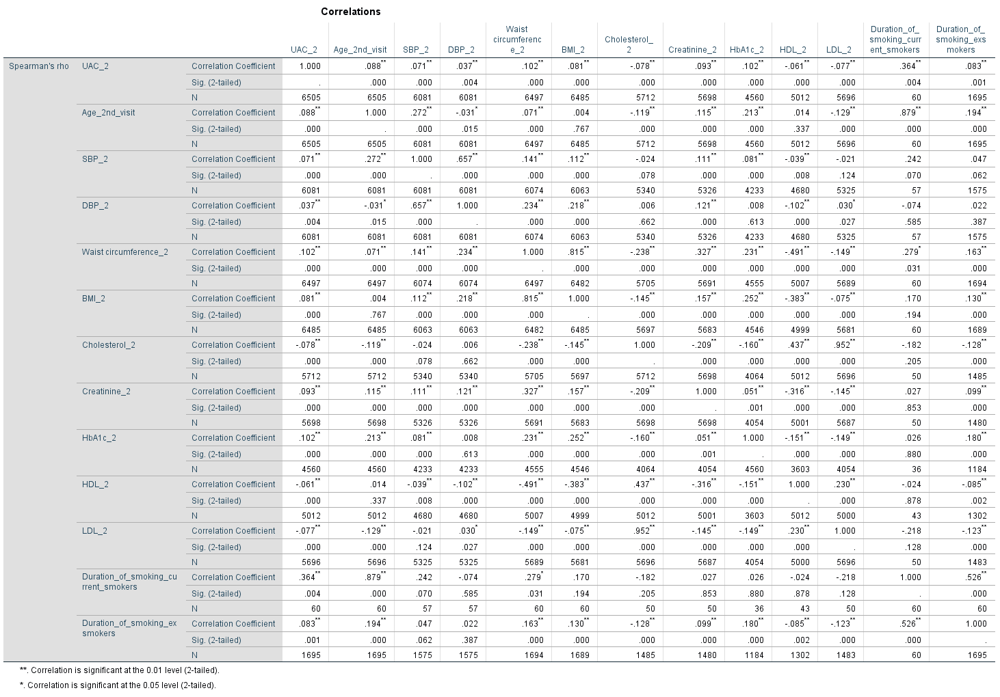 Correlations
UAC_2 Age_2nd_visit SBP_2 DBP_2 Waist circumferenc e_2 BMI_2 Cholesterol_ 2 Creatinine_2 HbA1c_2 HDL_2 LDL_2 Duration_of_ smoking_curr ent_smokers Duration_of_ smoking_exs mokers
Spearman's rho UAC_2 Correlation Coefficient 1.000 .088** .071** .037** .102** .081** -.078** .093** .102** -.061** -.077** .364** .083**
Sig. (2-tailed) . .000 .000 .004 .000 .000 .000 .000 .000 .000 .000 .004 .001
N 6505 6505 6081 6081 6497 6485 5712 5698 4560 5012 5696 60 1695
Age_2nd_visit Correlation Coefficient .088** 1.000 .272** -.031* .071** .004 -.119** .115** .213** .014 -.129** .879** .194**
Sig. (2-tailed) .000 . .000 .015 .000 .767 .000 .000 .000 .337 .000 .000 .000
N 6505 6505 6081 6081 6497 6485 5712 5698 4560 5012 5696 60 1695
SBP_2 Correlation Coefficient .071** .272** 1.000 .657** .141** .112** -.024 .111** .081** -.039** -.021 .242 .047
Sig. (2-tailed) .000 .000 . .000 .000 .000 .078 .000 .000 .008 .124 .070 .062
N 6081 6081 6081 6081 6074 6063 5340 5326 4233 4680 5325 57 1575
DBP_2 Correlation Coefficient .037** -.031* .657** 1.000 .234** .218** .006 .121** .008 -.102** .030* -.074 .022
Sig. (2-tailed) .004 .015 .000 . .000 .000 .662 .000 .613 .000 .027 .585 .387
N 6081 6081 6081 6081 6074 6063 5340 5326 4233 4680 5325 57 1575
Waist circumference_2 Correlation Coefficient .102** .071** .141** .234** 1.000 .815** -.238** .327** .231** -.491** -.149** .279* .163**
Sig. (2-tailed) .000 .000 .000 .000 . .000 .000 .000 .000 .000 .000 .031 .000
N 6497 6497 6074 6074 6497 6482 5705 5691 4555 5007 5689 60 1694
BMI_2 Correlation Coefficient .081** .004 .112** .218** .815** 1.000 -.145** .157** .252** -.383** -.075** .170 .130**
Sig. (2-tailed) .000 .767 .000 .000 .000 . .000 .000 .000 .000 .000 .194 .000
N 6485 6485 6063 6063 6482 6485 5697 5683 4546 4999 5681 60 1689
Cholesterol_2 Correlation Coefficient -.078** -.119** -.024 .006 -.238** -.145** 1.000 -.209** -.160** .437** .952** -.182 -.128**
Sig. (2-tailed) .000 .000 .078 .662 .000 .000 . .000 .000 .000 .000 .205 .000
N 5712 5712 5340 5340 5705 5697 5712 5698 4064 5012 5696 50 1485
Creatinine_2 Correlation Coefficient .093** .115** .111** .121** .327** .157** -.209** 1.000 .051** -.316** -.145** .027 .099**
Sig. (2-tailed) .000 .000 .000 .000 .000 .000 .000 . .001 .000 .000 .853 .000
N 5698 5698 5326 5326 5691 5683 5698 5698 4054 5001 5687 50 1480
HbA1c_2 Correlation Coefficient .102** .213** .081** .008 .231** .252** -.160** .051** 1.000 -.151** -.149** .026 .180**
Sig. (2-tailed) .000 .000 .000 .613 .000 .000 .000 .001 . .000 .000 .880 .000
N 4560 4560 4233 4233 4555 4546 4064 4054 4560 3603 4054 36 1184
HDL_2 Correlation Coefficient -.061** .014 -.039** -.102** -.491** -.383** .437** -.316** -.151** 1.000 .230** -.024 -.085**
Sig. (2-tailed) .000 .337 .008 .000 .000 .000 .000 .000 .000 . .000 .878 .002
N 5012 5012 4680 4680 5007 4999 5012 5001 3603 5012 5000 43 1302
LDL_2 Correlation Coefficient -.077** -.129** -.021 .030* -.149** -.075** .952** -.145** -.149** .230** 1.000 -.218 -.123**
Sig. (2-tailed) .000 .000 .124 .027 .000 .000 .000 .000 .000 .000 . .128 .000
N 5696 5696 5325 5325 5689 5681 5696 5687 4054 5000 5696 50 1483
Duration_of_smoking_cu rrent_smokers Correlation Coefficient .364** .879** .242 -.074 .279* .170 -.182 .027 .026 -.024 -.218 1.000 .526**
Sig. (2-tailed) .004 .000 .070 .585 .031 .194 .205 .853 .880 .878 .128 . .000
N 60 60 57 57 60 60 50 50 36 43 50 60 60
Duration_of_smoking_ex smokers Correlation Coefficient .083** .194** .047 .022 .163** .130** -.128** .099** .180** -.085** -.123** .526** 1.000
Sig. (2-tailed) .001 .000 .062 .387 .000 .000 .000 .000 .000 .002 .000 .000 .
N 1695 1695 1575 1575 1694 1689 1485 1480 1184 1302 1483 60 1695
**. Correlation is significant at the 0.01 level (2-tailed).
*. Correlation is significant at the 0.05 level (2-tailed).